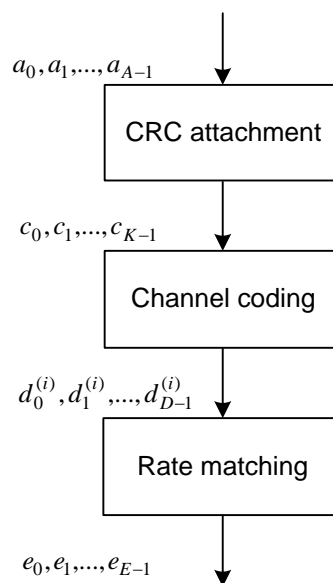 a_0, a_1,..., a_{A-1}
CRC attachment
c_0, c_1,..., c_{K-1}
Channel coding
d_0^{(i)}, d_1^{(i)},..., d_{D-1}^{(i)}
Rate matching
e_0, e_1,..., e_{E-1}